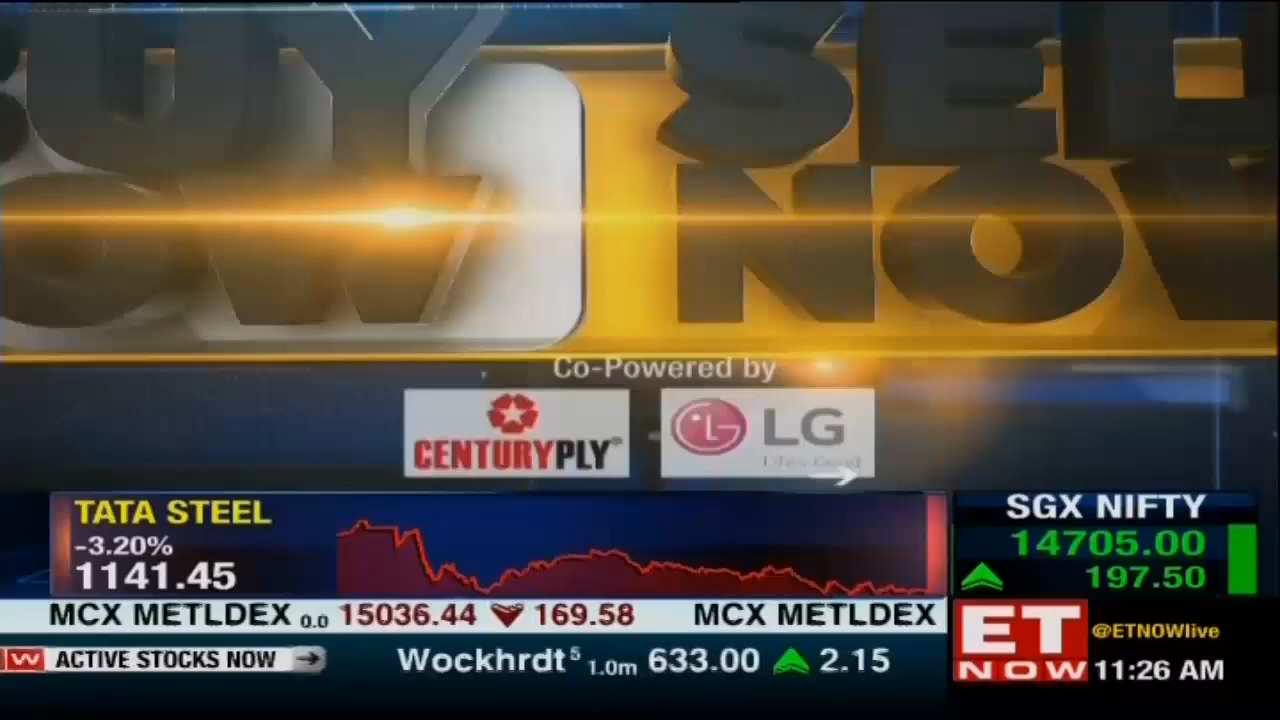 BUY SELL
NOW NOW
Co-Powered by
CENTURYPLY
LG
Life's Good
TATA STEEL
-3.20%
1141.45
SGX NIFTY
14705.00
197.50
MCX METLDEX 0.0 15036.44 169.58 MCX METLDEX
ACTIVE STOCKS NOW
Wockhrdt 5 1.0m 633.00 2.15
ET
NOW
@ETNOWlive
11:26 AM